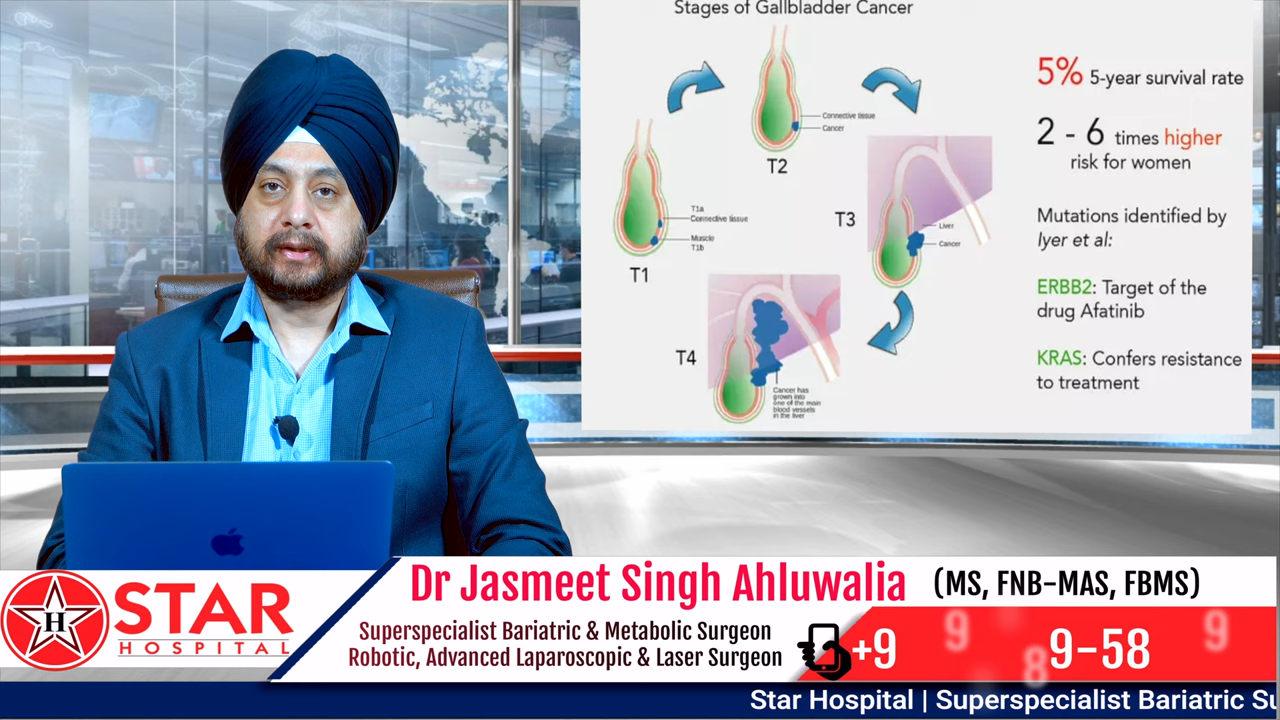 Stages of Gallbladder Cancer
Connective tissue
Cancer
T2
T1a
Connective tissue
Muscle
T1b
T1
T3
Liver
Cancer
T4
Cancer has
grown into
one of the main
blood vessels
in the liver
5% 5-year survival rate
2 - 6 times higher
risk for women
Mutations identified by
Iyer et al:
ERBB2: Target of the
drug Afatinib
KRAS: Confers resistance
to treatment
H
STAR
HOSPITAL
Dr Jasmeet Singh Ahluwalia (MS, FNB-MAS, FBMS)
Superspecialist Bariatric & Metabolic Surgeon
Robotic, Advanced Laparoscopic & Laser Surgeon
+9 9 8 9-58 9
Star Hospital | Superspecialist Bariatric Su